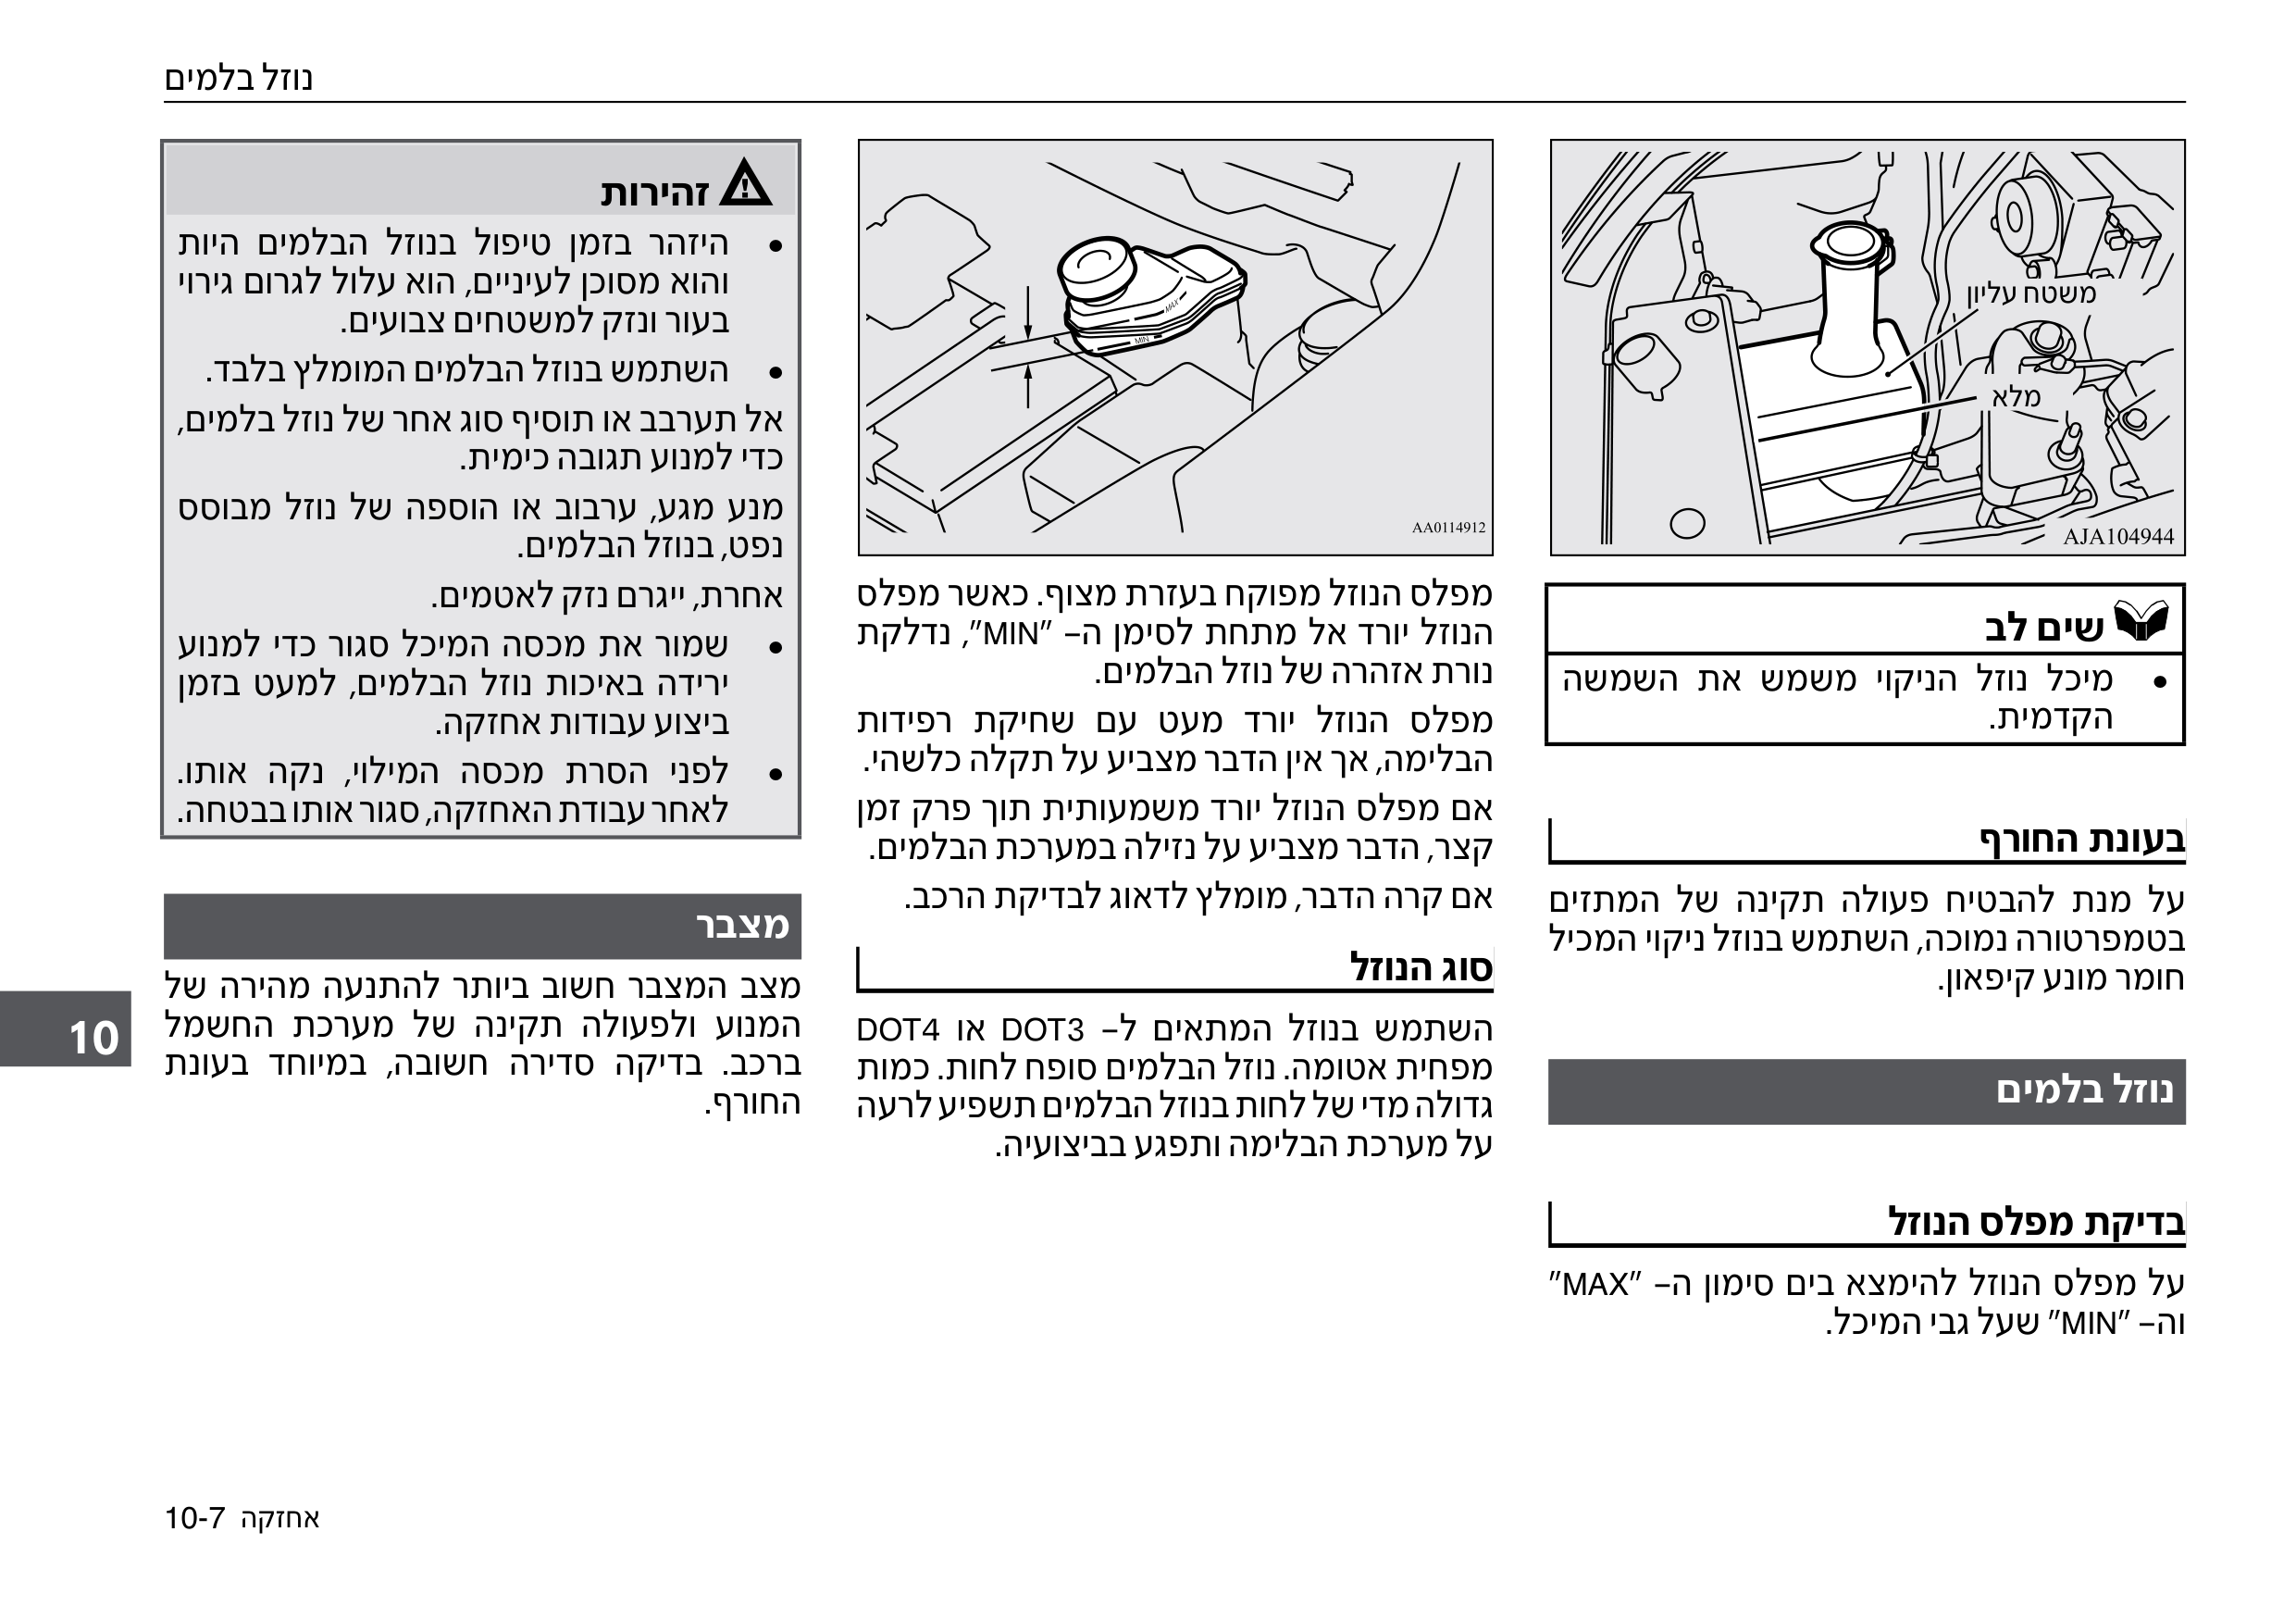 נוזל בלמים
משטח עליון
מלא
AJA104944
שים לב
• מיכל נוזל הניקוי משמש את השמשה
הקדמית.
בעונת החורף
על מנת להבטיח פעולה תקינה של המתזים
בטמפרטורה נמוכה, השתמש בנוזל ניקוי המכיל
חומר מונע קיפאון.
נוזל בלמים
בדיקת מפלס הנוזל
על מפלס הנוזל להימצא בים סימון ה– "MAX"
וה– "MIN" שעל גבי המיכל.
MAX
MIN
AA0114912
מפלס הנוזל מפוקח בעזרת מצוף. כאשר מפלס
הנוזל יורד אל מתחת לסימן ה– "MIN", נדלקת
נורת אזהרה של נוזל הבלמים.
מפלס הנוזל יורד מעט עם שחיקת רפידות
הבלימה, אך אין הדבר מצביע על תקלה כלשהי.
אם מפלס הנוזל יורד משמעותית תוך פרק זמן
קצר, הדבר מצביע על נזילה במערכת הבלמים.
אם קרה הדבר, מומלץ לדאוג לבדיקת הרכב.
סוג הנוזל
השתמש בנוזל המתאים ל– DOT3 או DOT4
מפחית אטומה. נוזל הבלמים סופח לחות. כמות
גדולה מדי של לחות בנוזל הבלמים תשפיע לרעה
על מערכת הבלימה ותפגע בביצועיה.
זהירות
• היזהר בזמן טיפול בנוזל הבלמים היות
והוא מסוכן לעיניים, הוא עלול לגרום גירוי
בעור ונזק למשטחים צבועים.
• השתמש בנוזל הבלמים המומלץ בלבד.
אל תערבב או תוסיף סוג אחר של נוזל בלמים,
כדי למנוע תגובה כימית.
מנע מגע, ערבוב או הוספה של נוזל מבוסס
נפט, בנוזל הבלמים.
אחרת, ייגרם נזק לאטמים.
• שמור את מכסה המיכל סגור כדי למנוע
ירידה באיכות נוזל הבלמים, למעט בזמן
ביצוע עבודות אחזקה.
• לפני הסרת מכסה המילוי, נקה אותו.
לאחר עבודת האחזקה, סגור אותו בבטחה.
מצבר
מצב המצבר חשוב ביותר להתנעה מהירה של
המנוע ולפעולה תקינה של מערכת החשמל
ברכב. בדיקה סדירה חשובה, במיוחד בעונת
החורף.
10
אחזקה 10-7